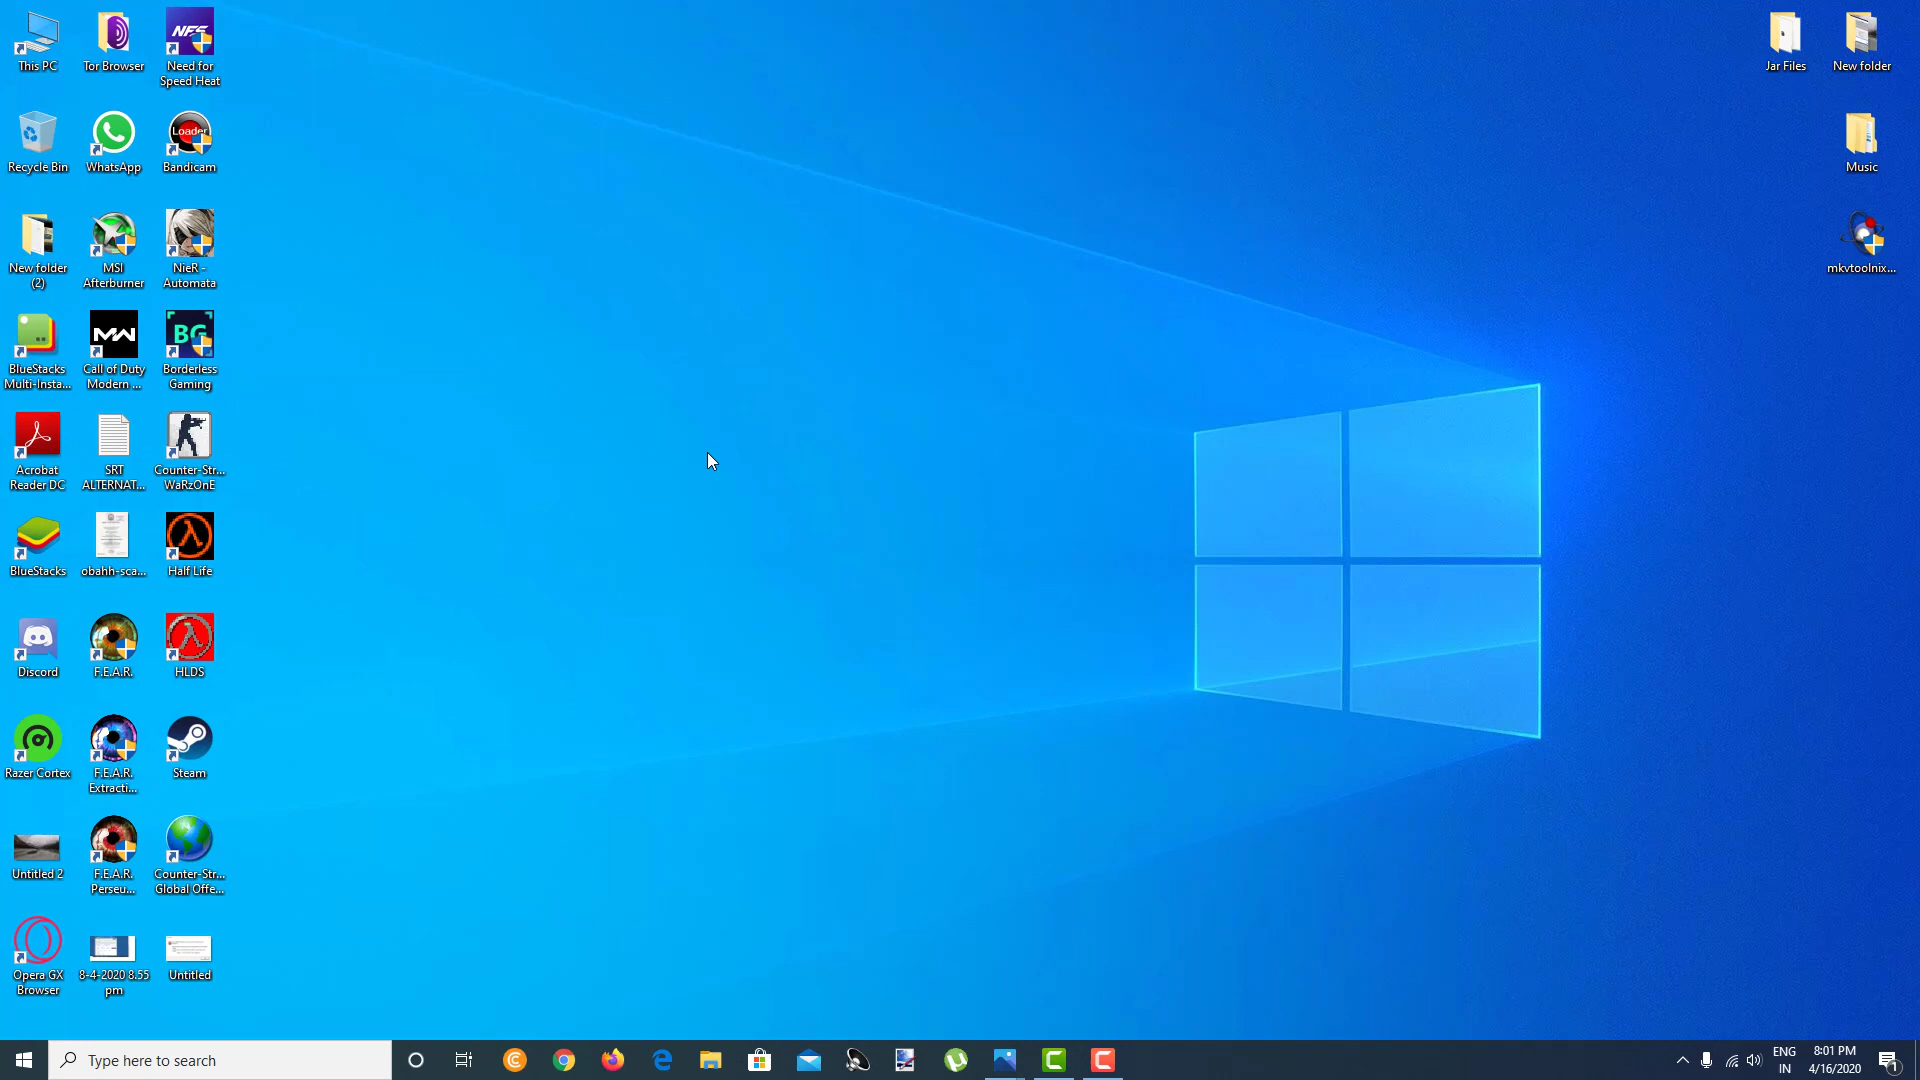 This PC
Tor Browser
NFS
Need for
Speed Heat
Recycle Bin
WhatsApp
Loader
Bandicam
New folder
(2)
MSI
Afterburner
NieR -
Automata
BlueStacks
Multi-Insta...
MW
Call of Duty
Modern ...
BG
Borderless
Gaming
Acrobat
Reader DC
SRT
ALTERNAT...
Counter-Str...
WaRzOnE
BlueStacks
obahh-sca...
Half Life
Discord
F.E.A.R.
HLDS
Razer Cortex
F.E.A.R.
Extracti...
Steam
Untitled 2
F.E.A.R.
Perseu...
Counter-Str...
Global Offe...
Opera GX
Browser
8-4-2020 8.55
pm
Untitled
Jar Files
New folder
Music
mkvtoolnix...
Type here to search
ENG
IN
8:01 PM
4/16/2020
1